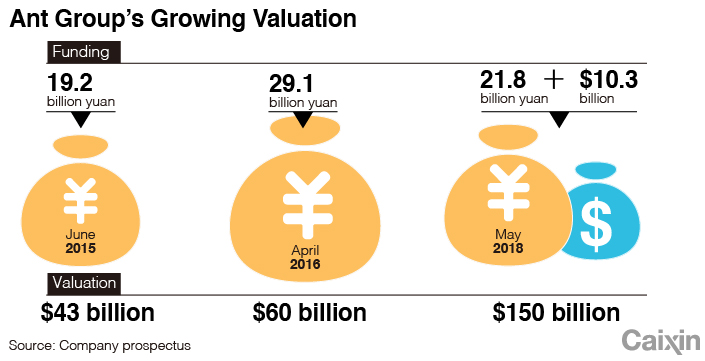 Ant Group's Growing Valuation
Funding
19.2
billion yuan
29.1
billion yuan
21.8 + $10.3
billion yuan billion
¥
June
2015
¥
April
2016
¥
May
2018
$
Valuation
$43 billion
$60 billion
$150 billion
Source: Company prospectus
Caixin